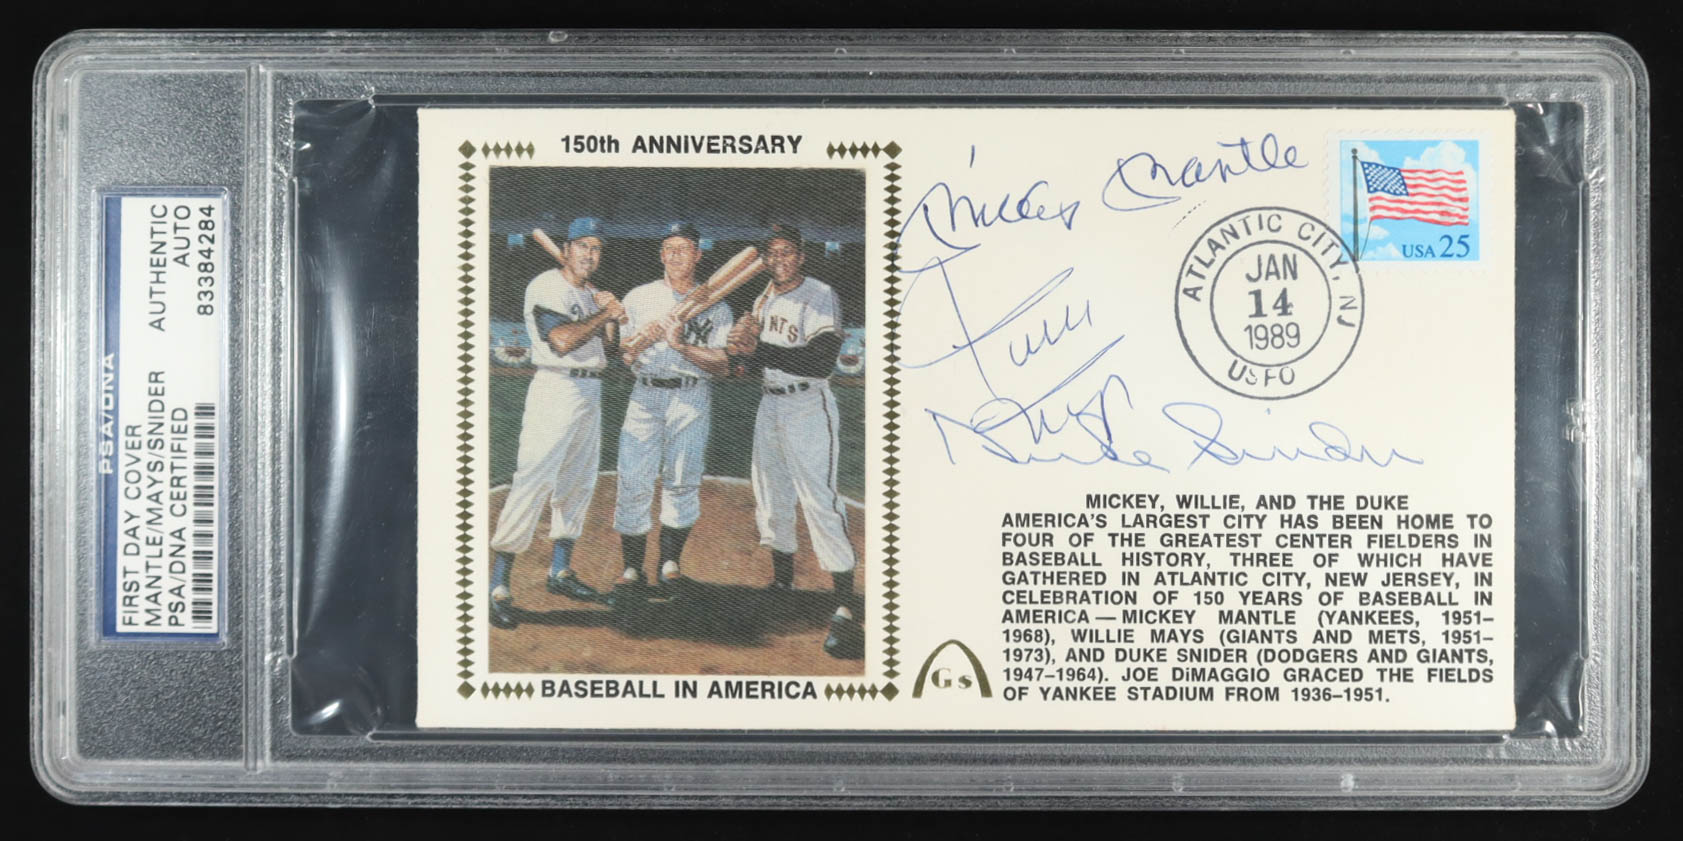 FIRST DAY COVER AUTHENTIC
MANTLE/MAYS/SNIDER AUTO
PSA/DNA CERTIFIED 83384284
PSA/DNA
150th ANNIVERSARY
NY
NTS
BASEBALL IN AMERICA
Mickey Mantle
Willie
Mays
Duke Snider
USA 25
ATLANTIC CITY, NJ
JAN
14
1989
USFO
MICKEY, WILLIE, AND THE DUKE
AMERICA'S LARGEST CITY HAS BEEN HOME TO
FOUR OF THE GREATEST CENTER FIELDERS IN
BASEBALL HISTORY, THREE OF WHICH HAVE
GATHERED IN ATLANTIC CITY, NEW JERSEY, IN
CELEBRATION OF 150 YEARS OF BASEBALL IN
AMERICA — MICKEY MANTLE (YANKEES, 1951–
1968), WILLIE MAYS (GIANTS AND METS, 1951–
1973), AND DUKE SNIDER (DODGERS AND GIANTS,
1947–1964). JOE DiMAGGIO GRACED THE FIELDS
OF YANKEE STADIUM FROM 1936–1951.
Gs